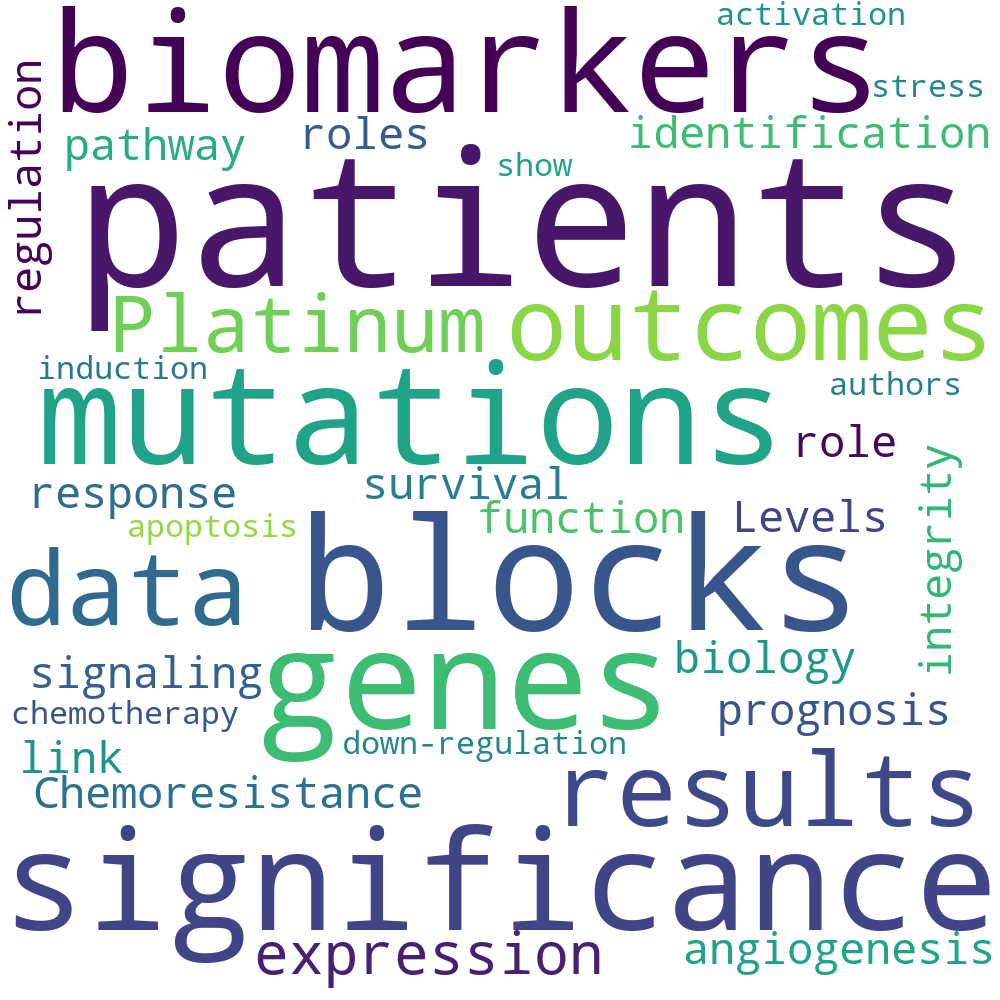 activation
biomarkers
stress
regulation
pathway
roles
identification
show
patients
Platinum
outcomes
induction
mutations
authors
role
response
survival
integrity
apoptosis
function
Levels
data
blocks
signaling
genes
biology
chemotherapy
prognosis
link
down-regulation
Chemoresistance
results
significance
expression
angiogenesis